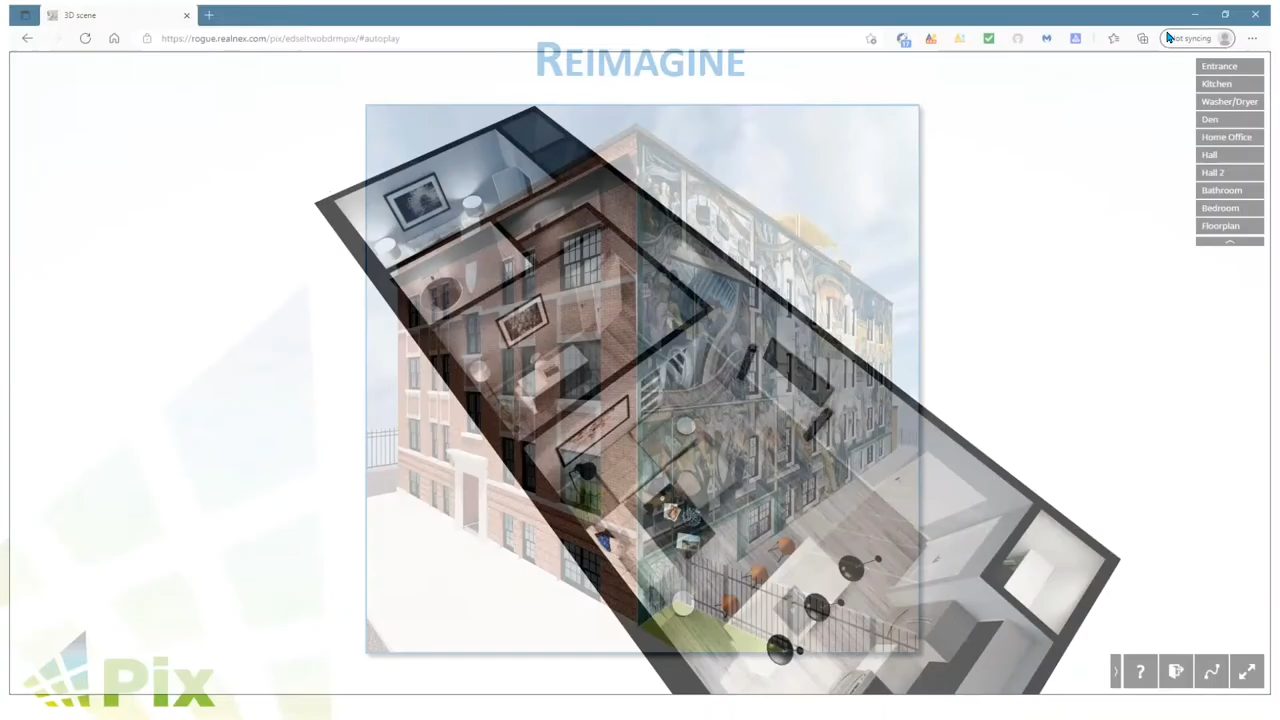 3D scene
https://rogue.realnex.com/pix/edseltwobdrmpix/#autoplay
17
Not syncing
REIMAGINE
Entrance
Kitchen
Washer/Dryer
Den
Home Office
Hall
Hall 2
Bathroom
Bedroom
Floorplan
?
Pix